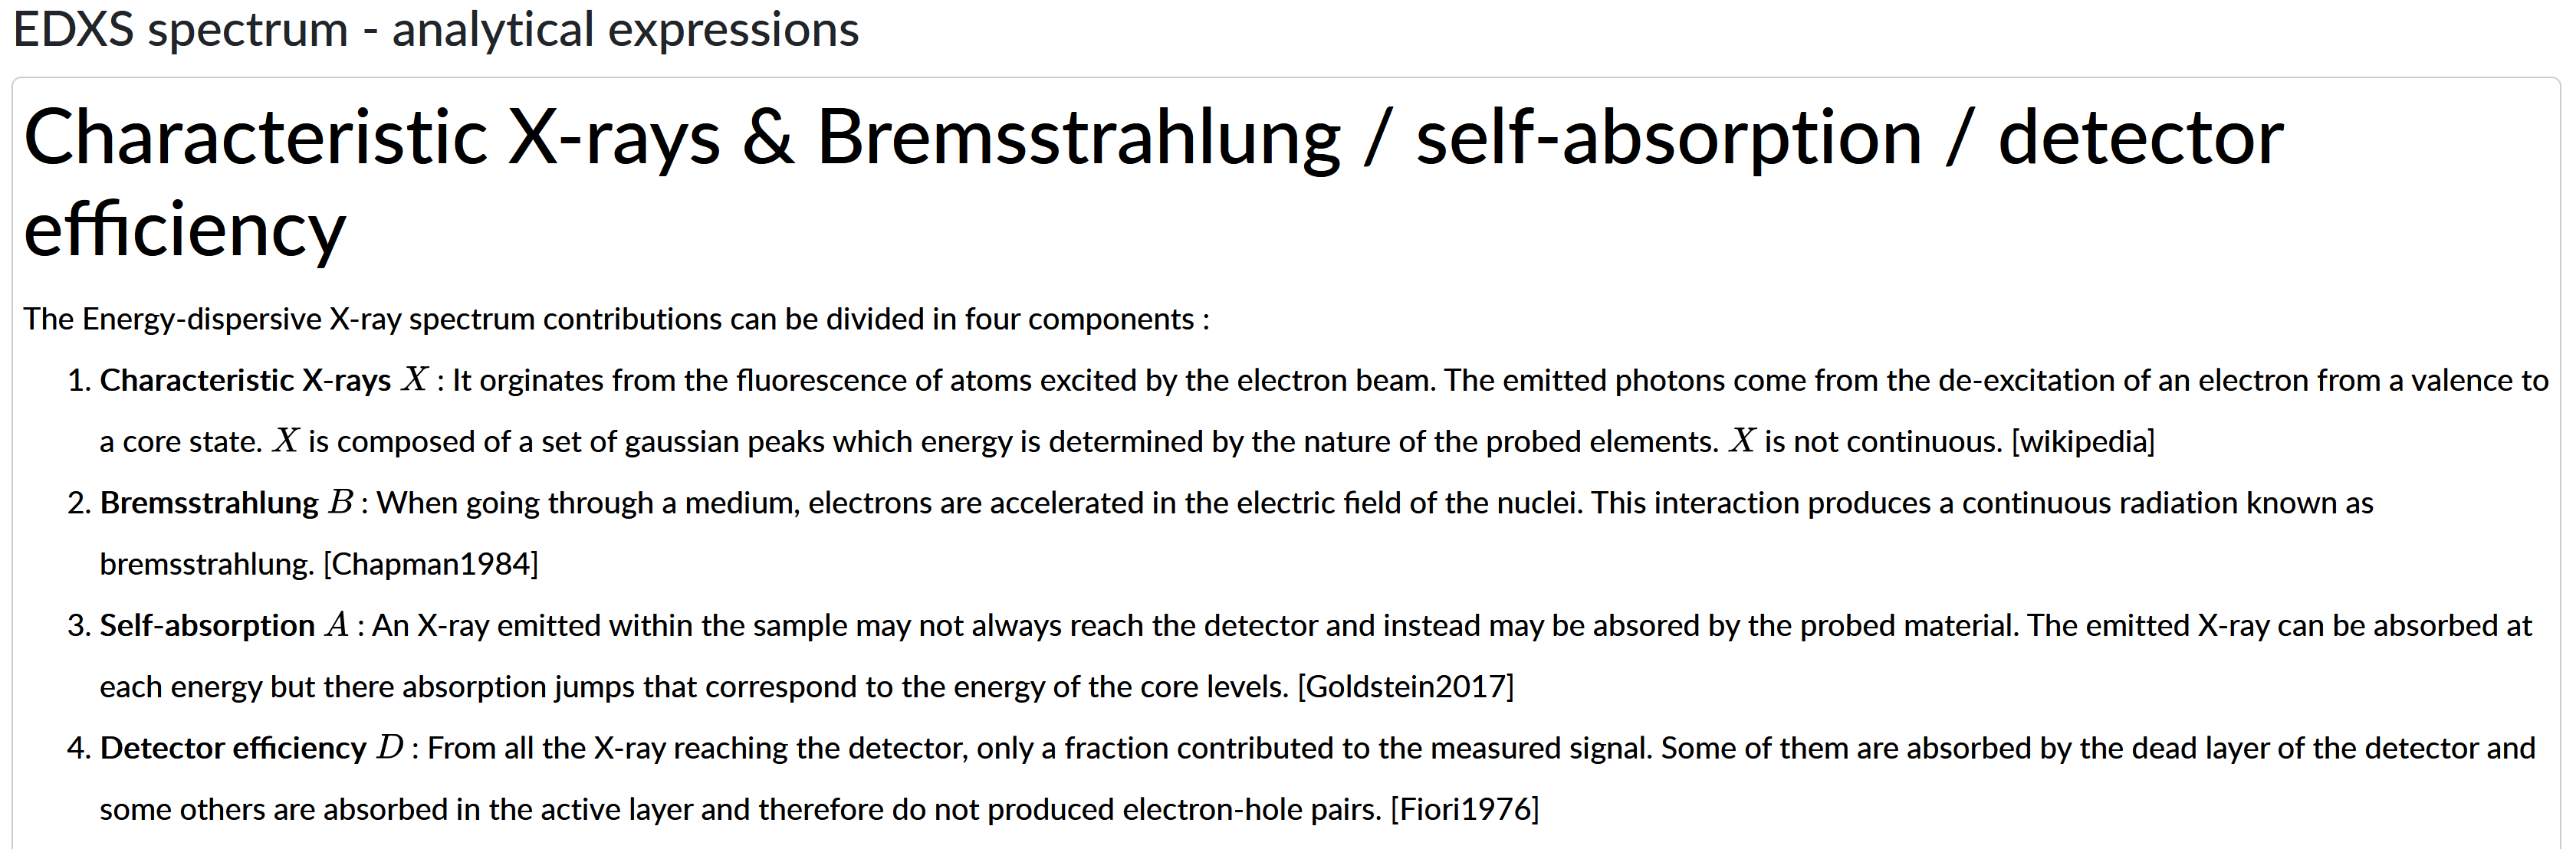 EDXS spectrum - analytical expressions
Characteristic X-rays & Bremsstrahlung / self-absorption / detector
efficiency
The Energy-dispersive X-ray spectrum contributions can be divided in four components :
1. Characteristic X-rays X : It orginates from the fluorescence of atoms excited by the electron beam. The emitted photons come from the de-excitation of an electron from a valence to
a core state. X is composed of a set of gaussian peaks which energy is determined by the nature of the probed elements. X is not continuous. [wikipedia]
2. Bremsstrahlung B : When going through a medium, electrons are accelerated in the electric field of the nuclei. This interaction produces a continuous radiation known as
bremsstrahlung. [Chapman1984]
3. Self-absorption A : An X-ray emitted within the sample may not always reach the detector and instead may be absored by the probed material. The emitted X-ray can be absorbed at
each energy but there absorption jumps that correspond to the energy of the core levels. [Goldstein2017]
4. Detector efficiency D : From all the X-ray reaching the detector, only a fraction contributed to the measured signal. Some of them are absorbed by the dead layer of the detector and
some others are absorbed in the active layer and therefore do not produced electron-hole pairs. [Fiori1976]